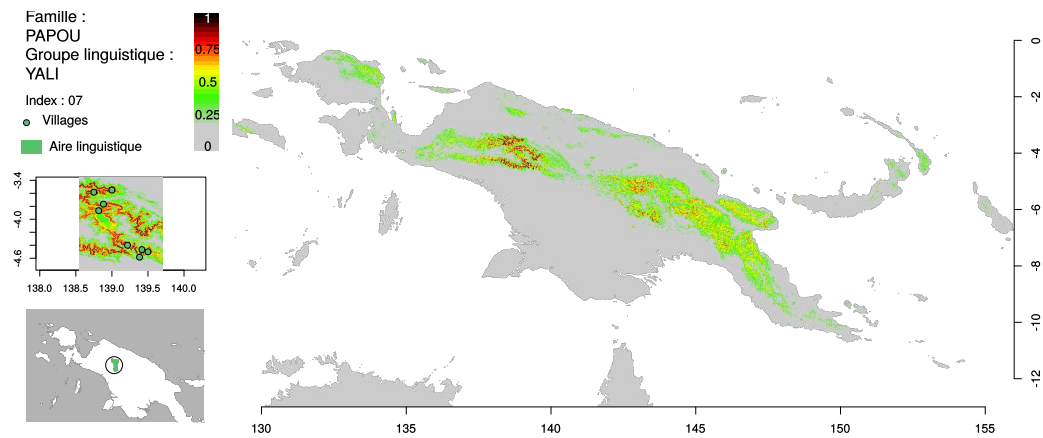 Famille :
PAPOU
Groupe linguistique :
YALI
Index : 07
Villages
Aire linguistique
1
0.75
0.5
0.25
0
-3.4
-4.0
-4.6
138.0 138.5 139.0 139.5 140.0
0
-2
-4
-6
-8
-10
-12
130 135 140 145 150 155